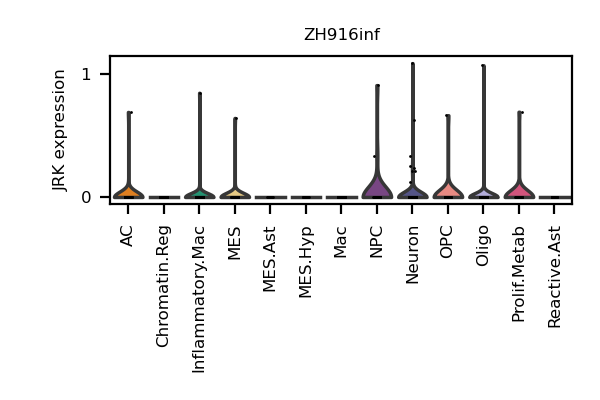 ZH916inf
JRK expression
1
0
AC
Chromatin.Reg
Inflammatory.Mac
MES
MES.Ast
MES.Hyp
Mac
NPC
Neuron
OPC
Oligo
Prolif.Metab
Reactive.Ast